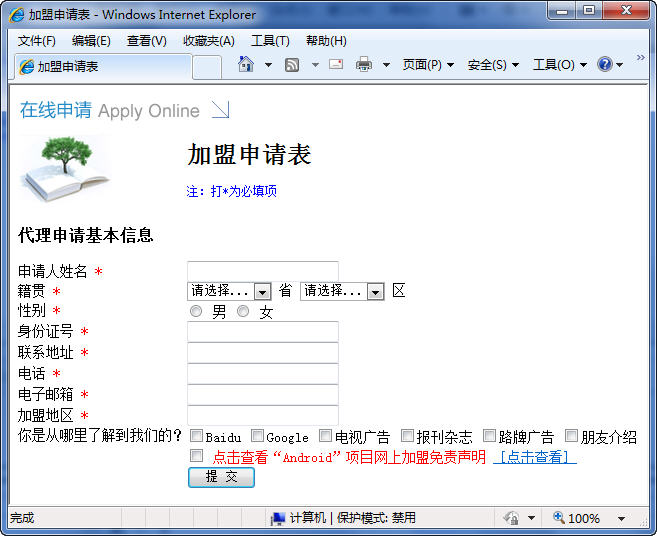 加盟申请表 - Windows Internet Explorer
文件(F) 编辑(E) 查看(V) 收藏夹(A) 工具(T) 帮助(H)
加盟申请表 页面(P) 安全(S) 工具(O)
在线申请 Apply Online
加盟申请表
注: 打*为必填项
代理申请基本信息
申请人姓名 *
籍贯 * 请选择... 省 请选择... 区
性别 * 男 女
身份证号 *
联系地址 *
电话 *
电子邮箱 *
加盟地区 *
你是从哪里了解到我们的? Baidu Google 电视广告 报刊杂志 路牌广告 朋友介绍
点击查看“Android”项目网上加盟免责声明 [点击查看]
提 交
完成 计算机 | 保护模式: 禁用 100%